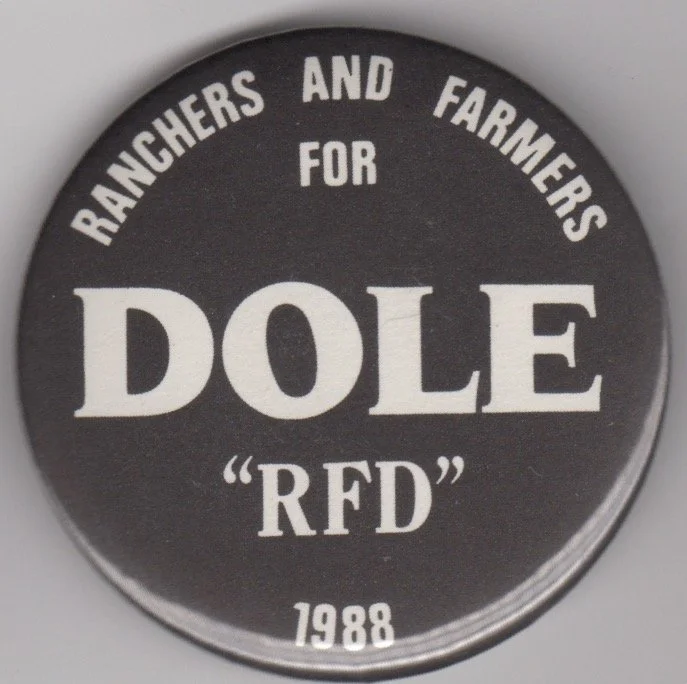 RANCHERS AND FARMERS
FOR
DOLE
“RFD”
1988